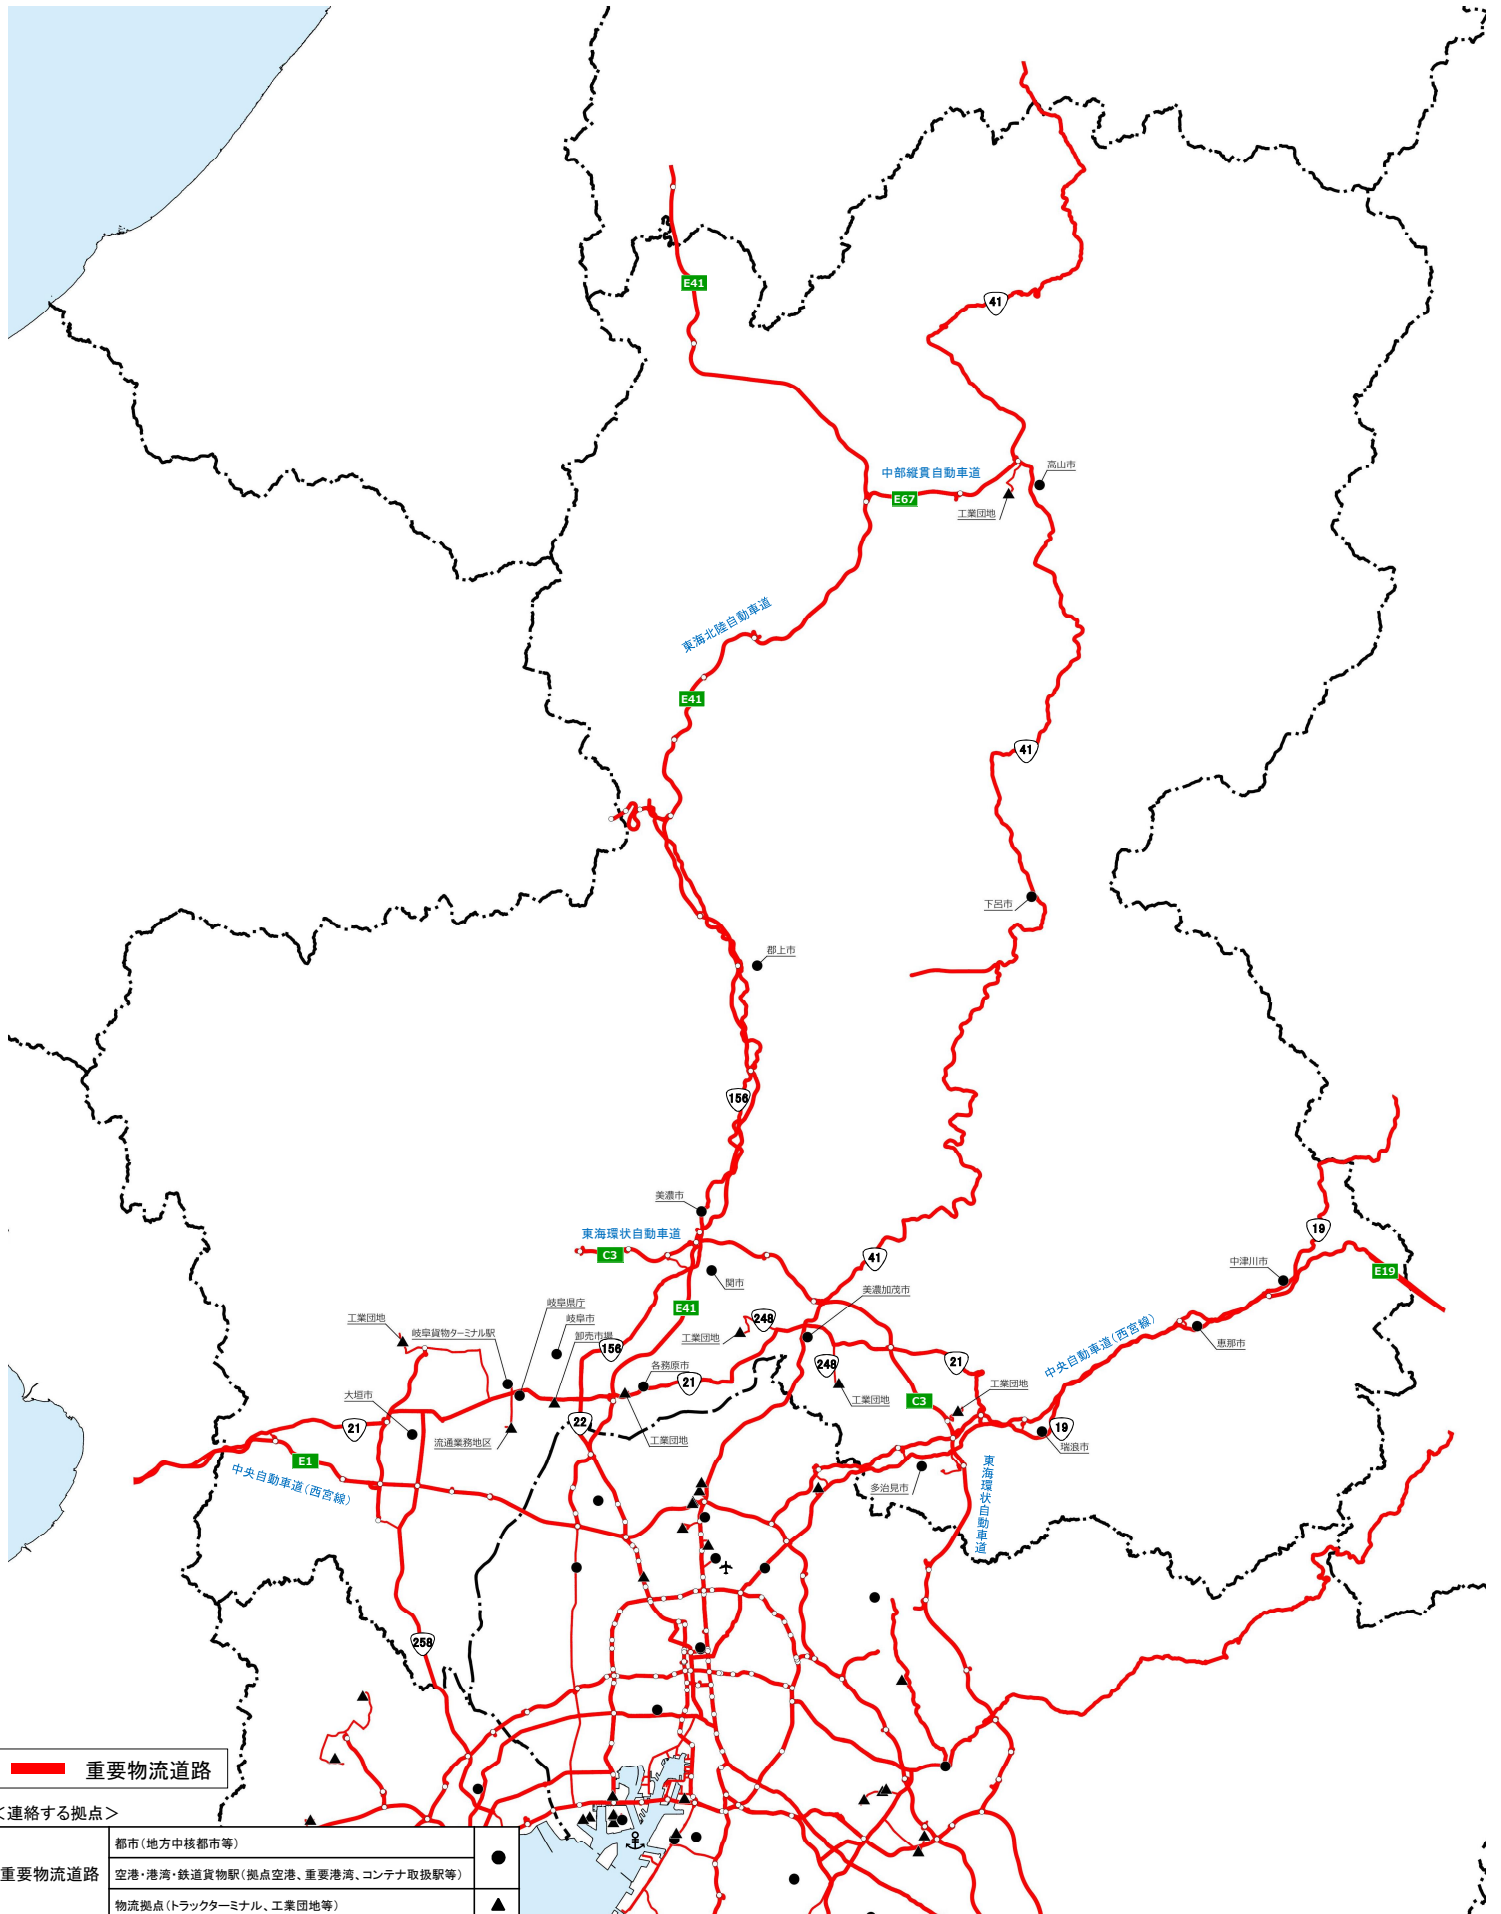 E41
41
中部縦貫自動車道
高山市
E67
工業団地
東海北陸自動車道
E41
41
下呂市
郡上市
156
美濃市
東海環状自動車道
C3
19
41
中津川市
E19
関市
美濃加茂市
岐阜県庁
E41
工業団地
岐阜市
248
岐阜貨物ターミナル駅
卸売市場
工業団地
156
中央自動車道(西宮線)
恵那市
248
21
各務原市
21
大垣市
工業団地
工業団地
C3
22
21
19
流通業務地区
工業団地
瑞浪市
E1
中央自動車道(西宮線)
多治見市
東海環状自動車道
258
重要物流道路
<連絡する拠点>
都市(地方中核都市等)
重要物流道路
空港・港湾・鉄道貨物駅(拠点空港、重要港湾、コンテナ取扱駅等)
物流拠点(トラックターミナル、工業団地等)